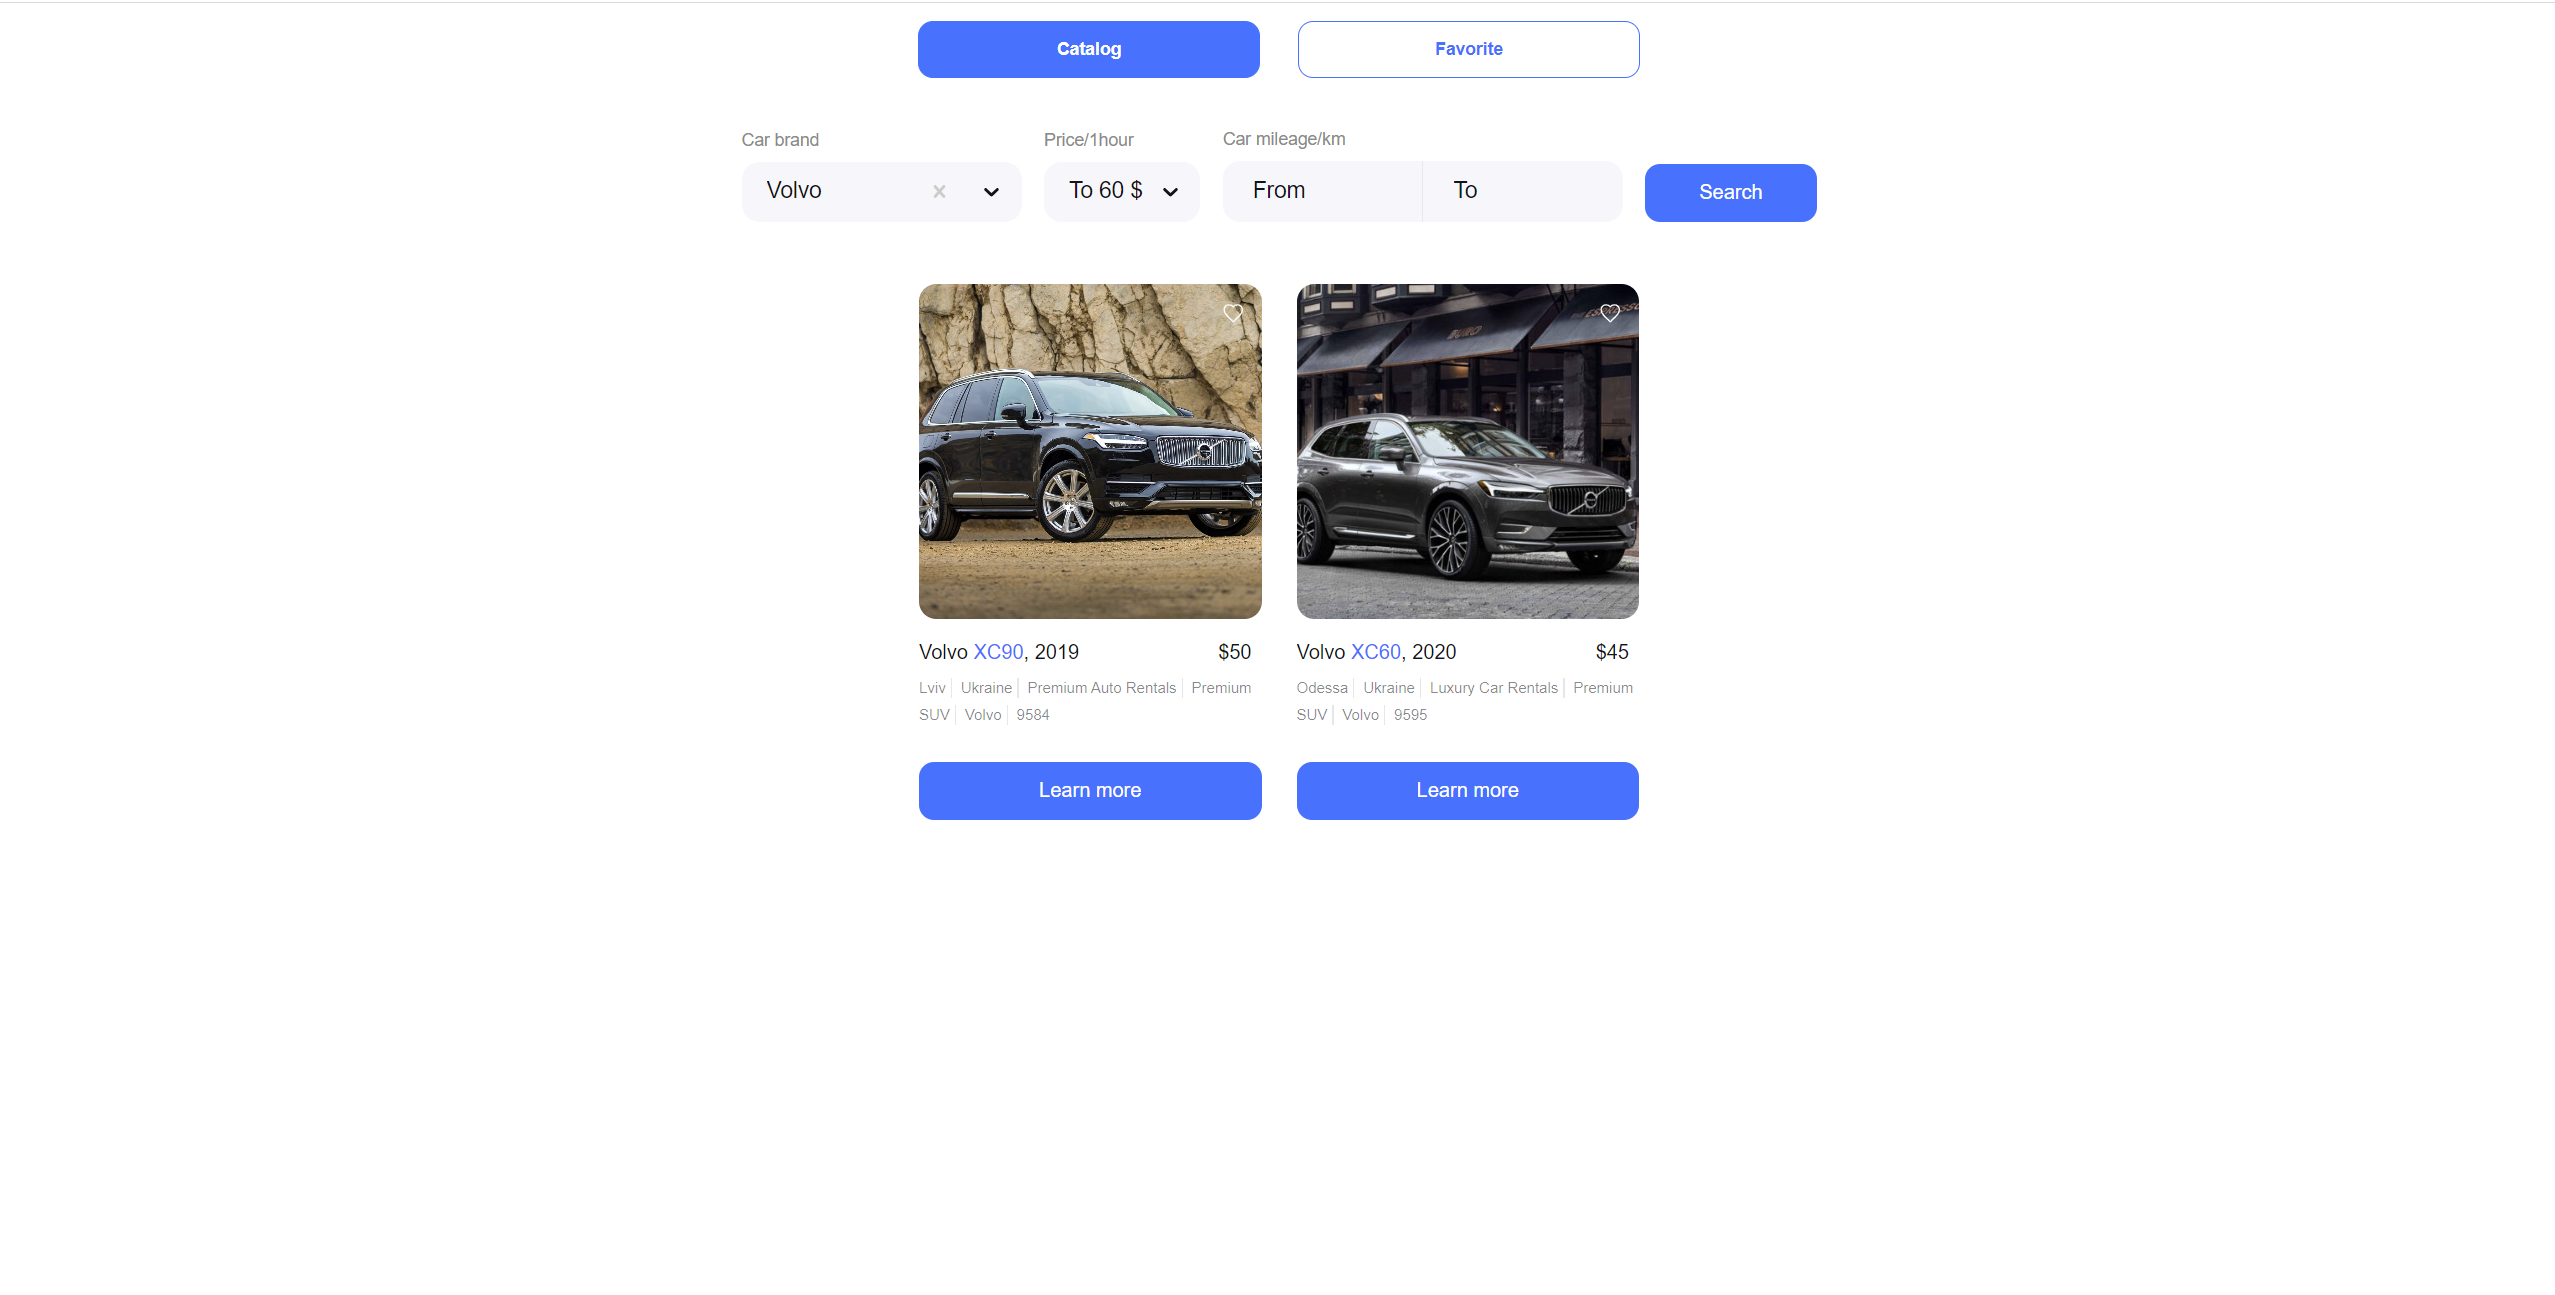 Catalog
Favorite
Car brand
Price/1hour
Car mileage/km
Volvo
To 60 $
From
To
Search
EURO
ESPRESSO
Volvo XC90, 2019 $50
Lviv Ukraine Premium Auto Rentals Premium
SUV Volvo 9584
Learn more
Volvo XC60, 2020 $45
Odessa Ukraine Luxury Car Rentals Premium
SUV Volvo 9595
Learn more